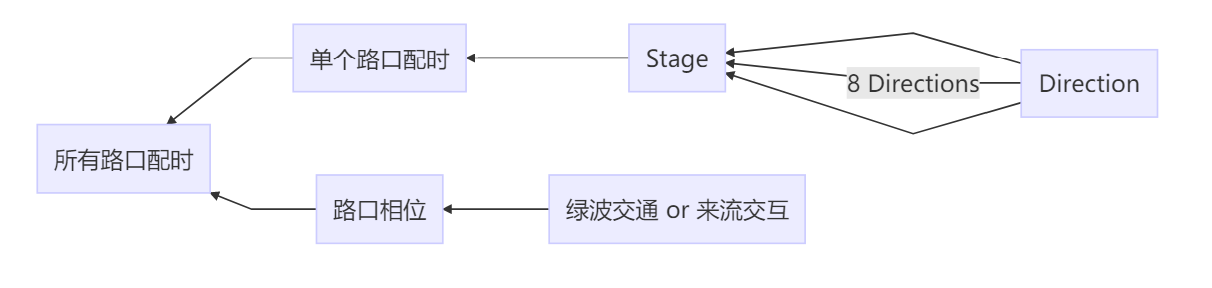 单个路口配时
Stage
8 Directions
Direction
所有路口配时
路口相位
绿波交通 or 来流交互